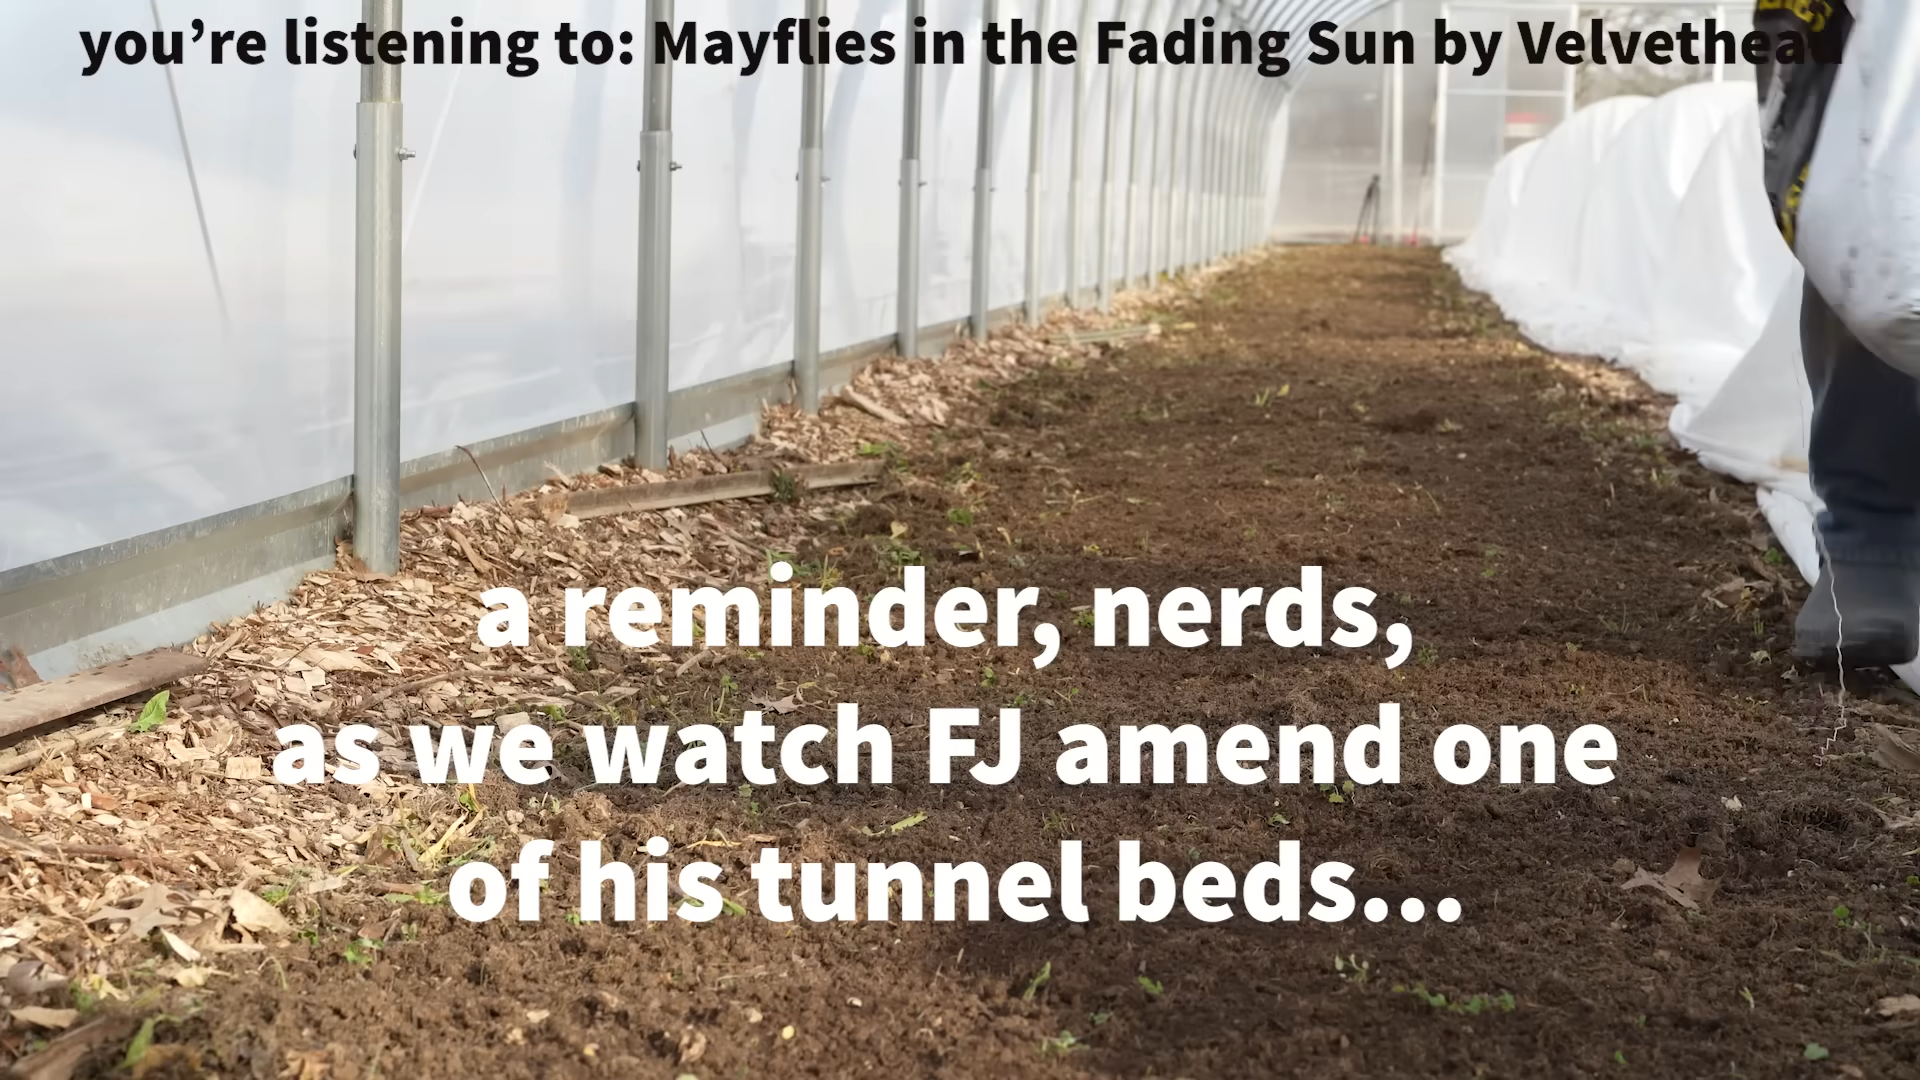 you’re listening to: Mayflies in the Fading Sun by Velvethead
a reminder, nerds,
as we watch FJ amend one
of his tunnel beds...